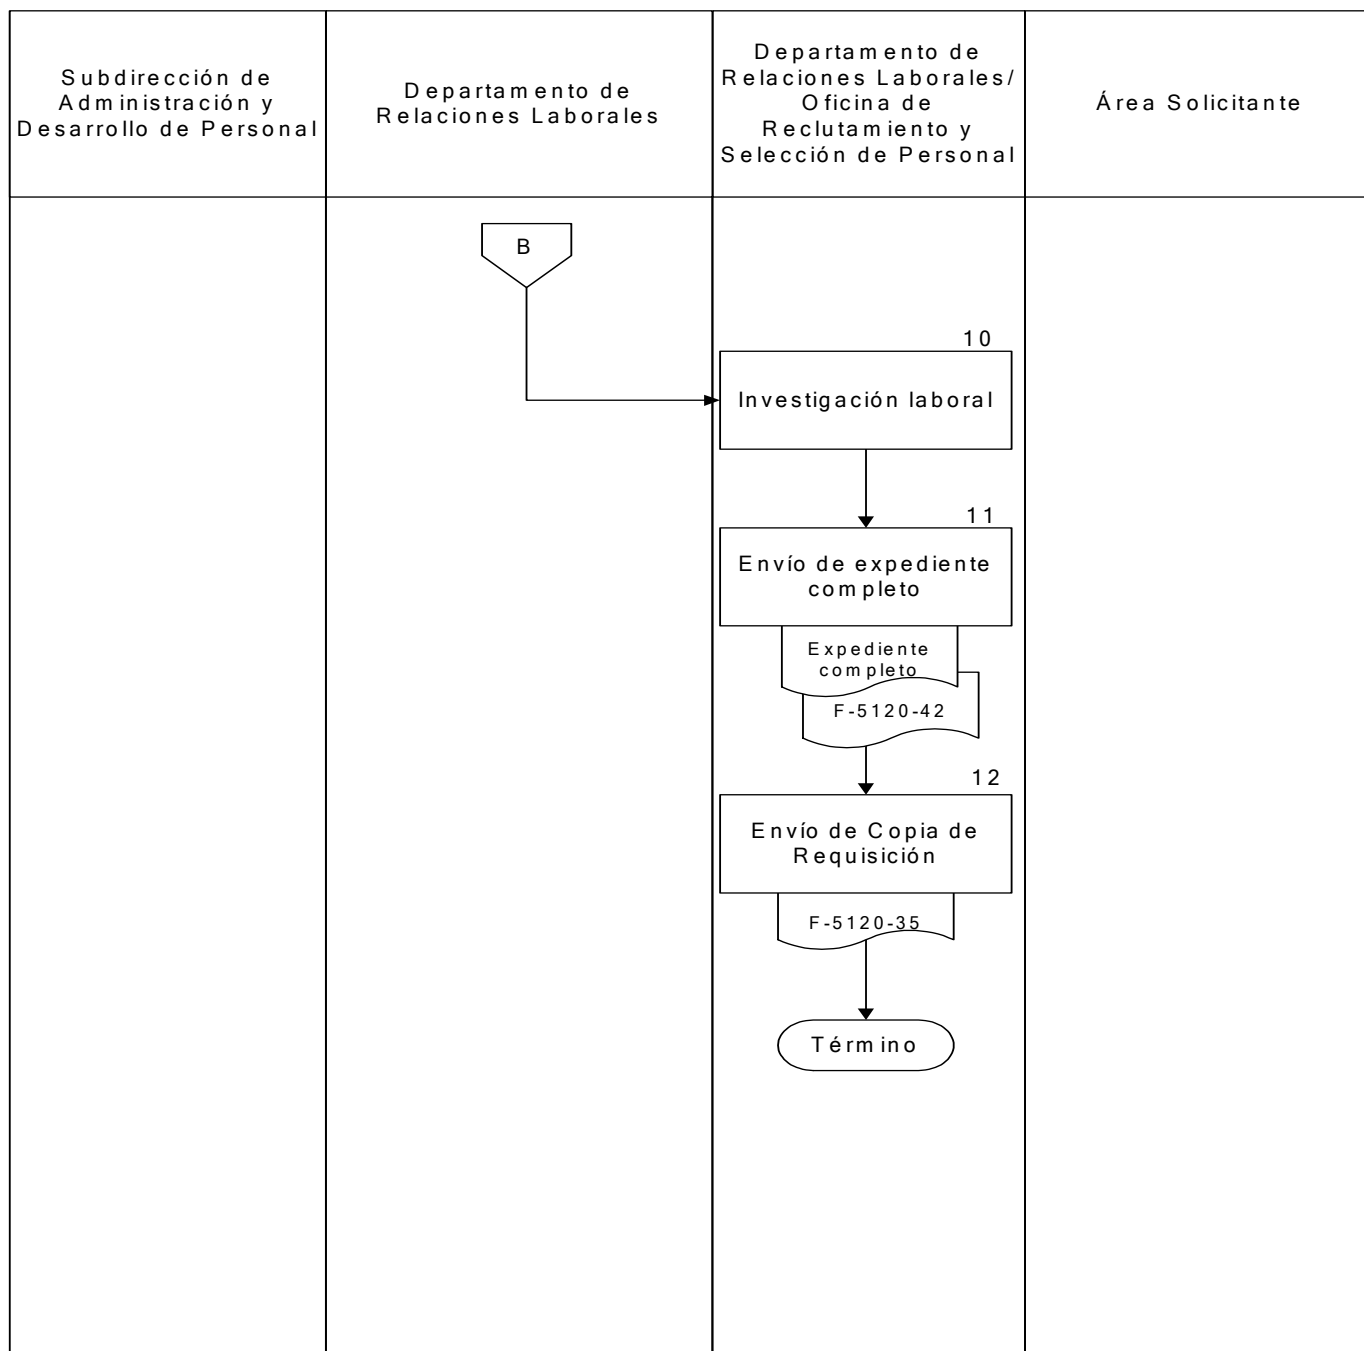 Subdirección de
Administración y
Desarrollo de Personal
Departamento de
Relaciones Laborales
Departamento de
Relaciones Laborales/
Oficina de
Reclutamiento y
Selección de Personal
Área Solicitante
B
10
Investigación laboral
11
Envío de expediente
completo
Expediente
completo
F-5120-42
12
Envío de Copia de
Requisición
F-5120-35
Término